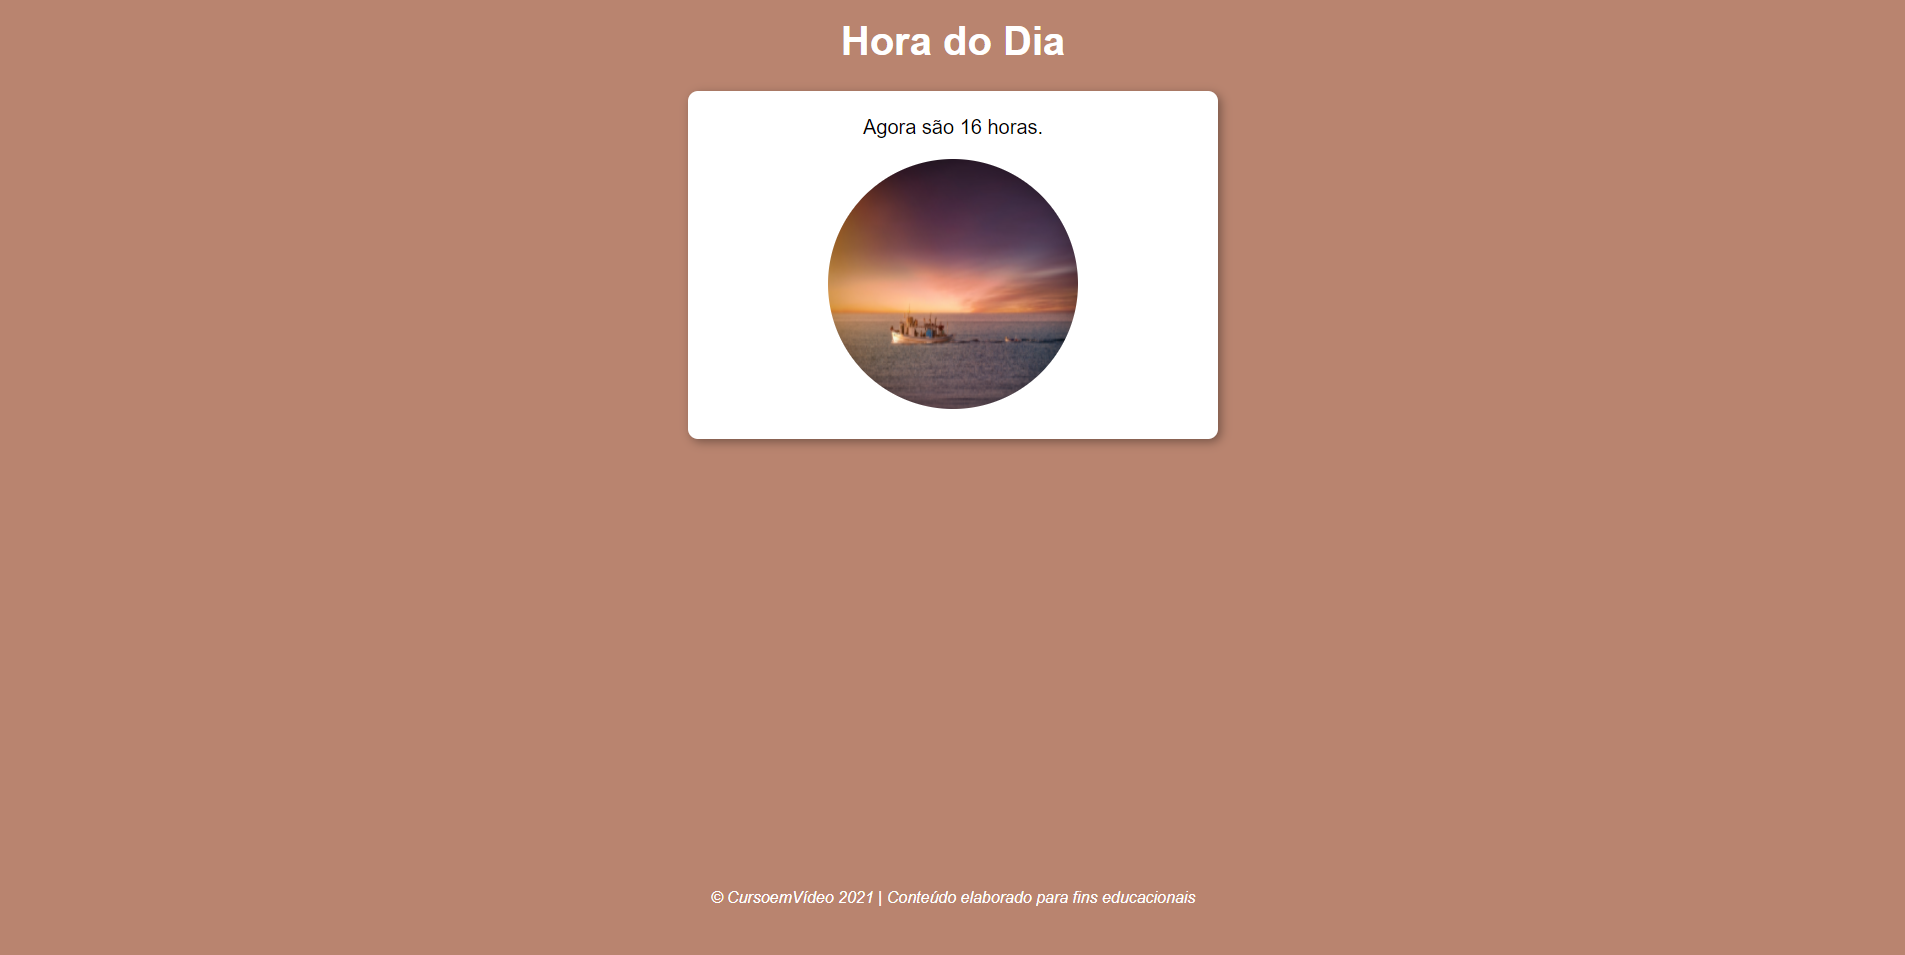 Hora do Dia
Agora são 16 horas.
© CursoemVídeo 2021 | Conteúdo elaborado para fins educacionais